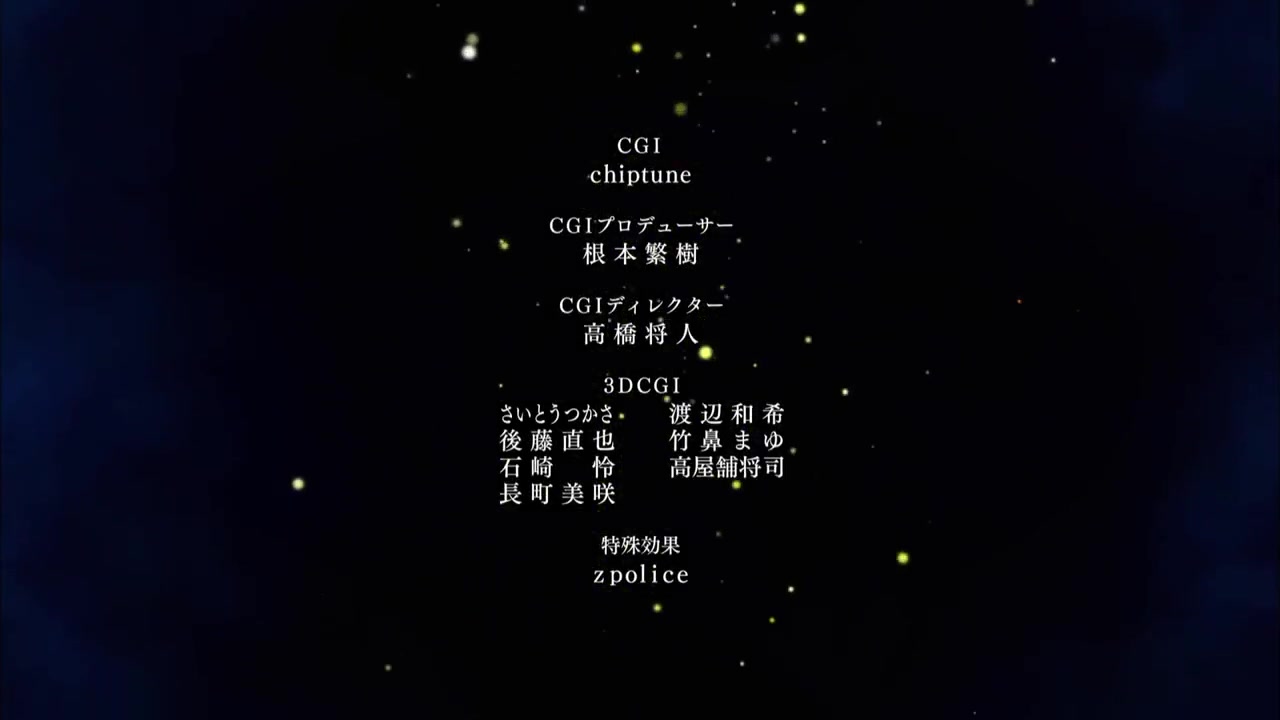 CGI
chiptune
CGIプロデューサー
根本繁樹
CGIディレクター
高橋将人
3DCGI
さいとうつかさ 渡辺和希
後藤直也 竹鼻まゆ
石崎 怜 高屋舗将司
長町美咲
特殊効果
zpolice